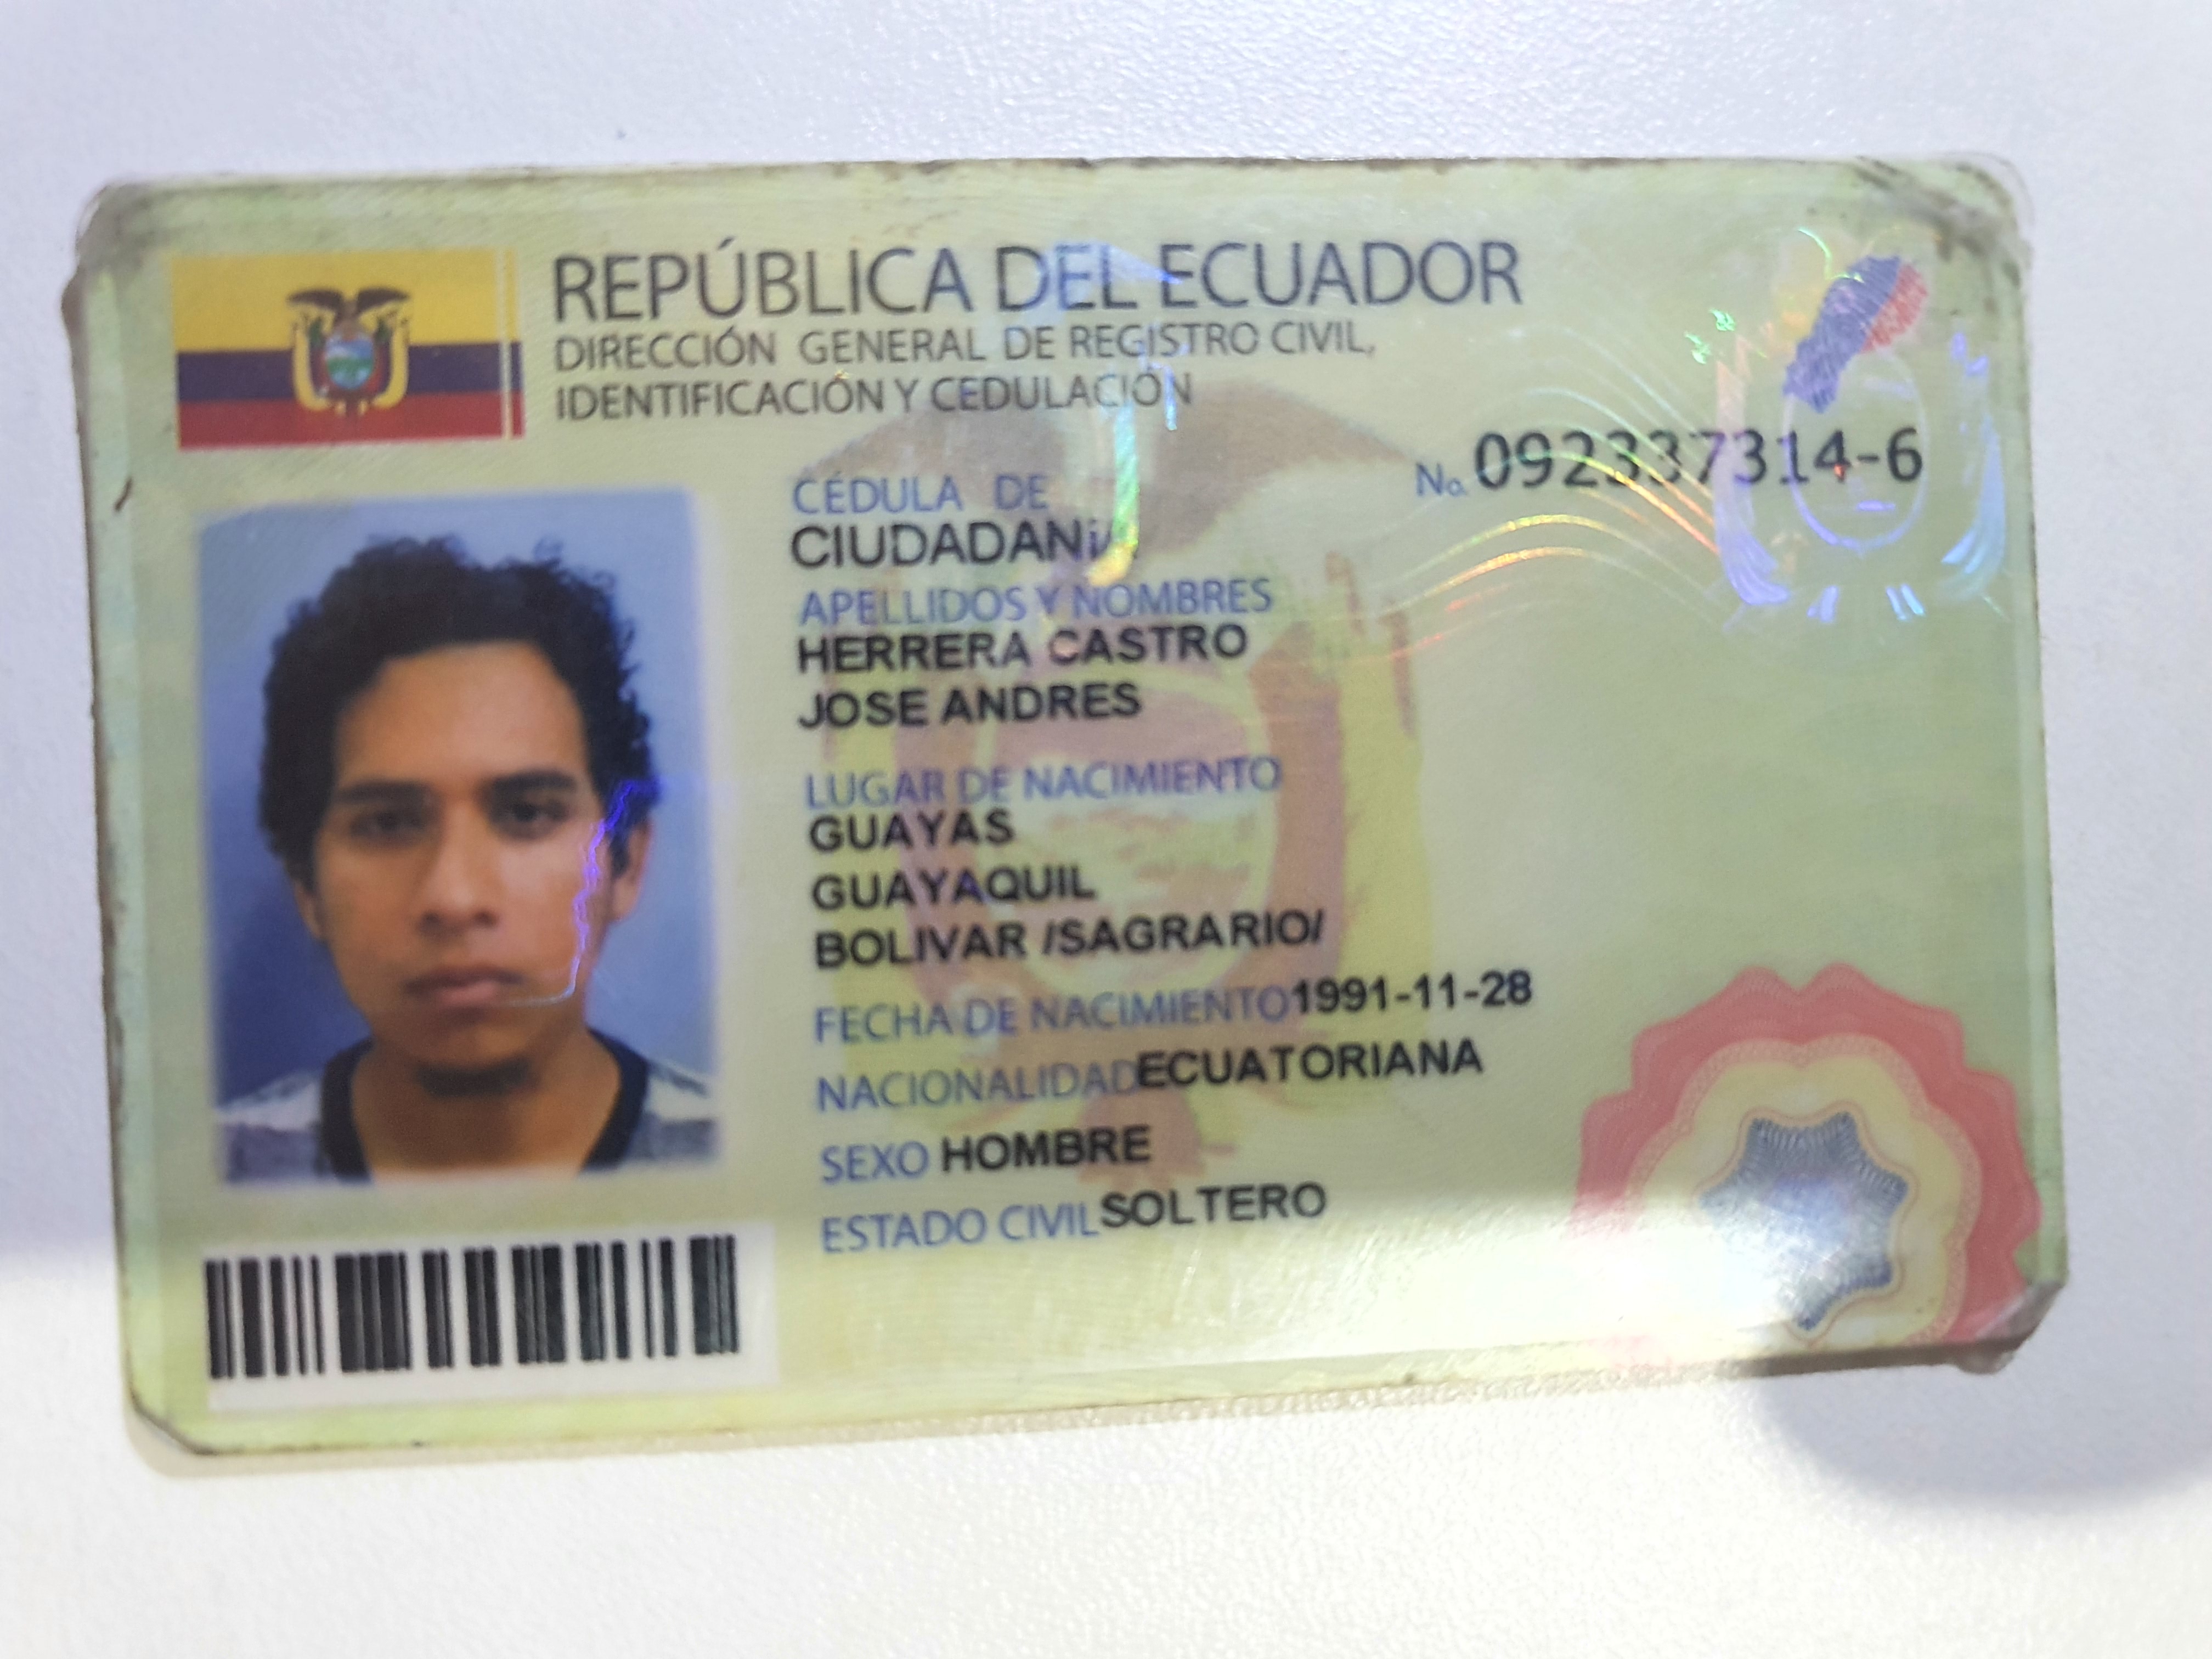 REPÚBLICA DEL ECUADOR
DIRECCIÓN GENERAL DE REGISTRO CIVIL,
IDENTIFICACIÓN Y CEDULACIÓN
CÉDULA DE
CIUDADANÍ
No. 092337314-6
APELLIDOS Y NOMBRES
HERRERA CASTRO
JOSE ANDRES
LUGAR DE NACIMIENTO
GUAYAS
GUAYAQUIL
BOLIVAR /SAGRARIO/
FECHA DE NACIMIENTO 1991-11-28
NACIONALIDAD ECUATORIANA
SEXO HOMBRE
ESTADO CIVIL SOLTERO